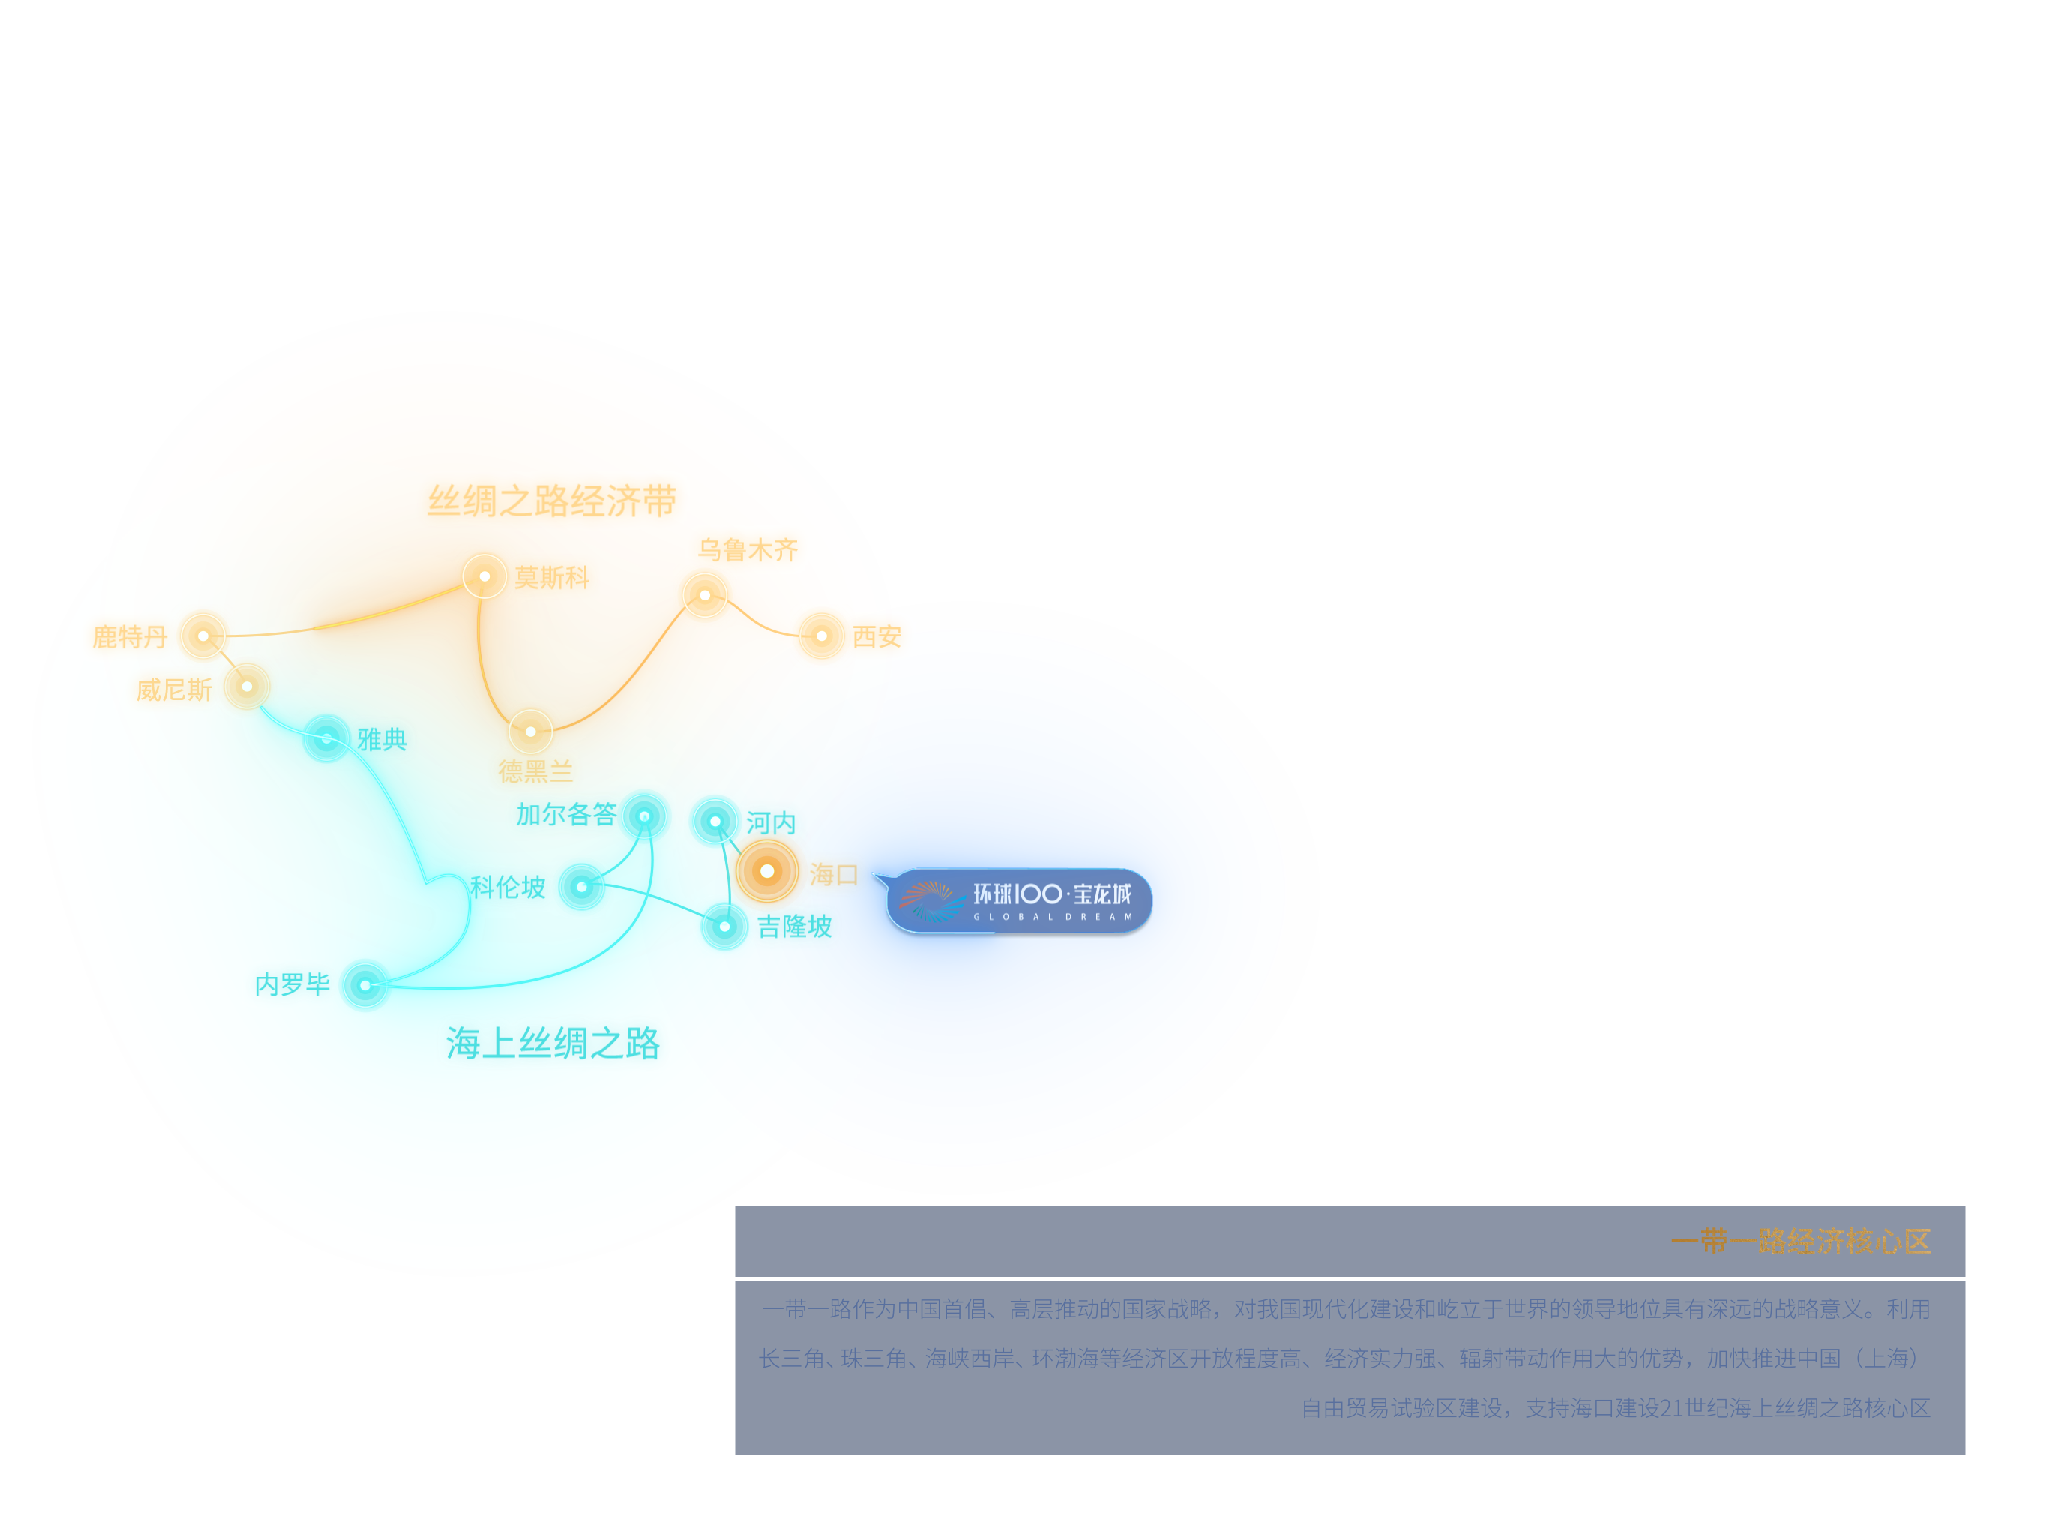 丝绸之路经济带
乌鲁木齐
莫斯科
鹿特丹
西安
威尼斯
雅典
德黑兰
加尔各答
河内
海口
科伦坡
环球100·宝龙城
GLOBAL DREAM
吉隆坡
内罗毕
海上丝绸之路
一带一路经济核心区
一带一路作为中国首倡、高层推动的国家战略，对我国现代化建设和屹立于世界的领导地位具有深远的战略意义。利用
长三角、珠三角、海峡西岸、环渤海等经济区开放程度高、经济实力强、辐射带动作用大的优势，加快推进中国（上海）
自由贸易试验区建设，支持海口建设21世纪海上丝绸之路核心区